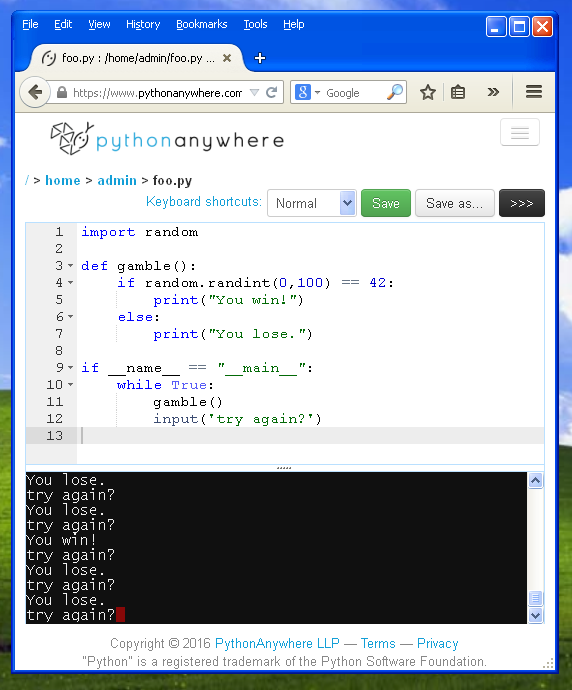 File Edit View History Bookmarks Tools Help
foo.py : /home/admin/foo.py ...
https://www.pythonanywhere.com
Google
pythonanywhere
/ > home > admin > foo.py
Keyboard shortcuts: Normal Save Save as... >>>
1 import random
2
3 def gamble():
4 if random.randint(0,100) == 42:
5 print("You win!")
6 else:
7 print("You lose.")
8
9 if __name__ == "__main__":
10 while True:
11 gamble()
12 input('try again?')
13
You lose.
try again?
You lose.
try again?
You win!
try again?
You lose.
try again?
You lose.
try again?
Copyright © 2016 PythonAnywhere LLP — Terms — Privacy
"Python" is a registered trademark of the Python Software Foundation.